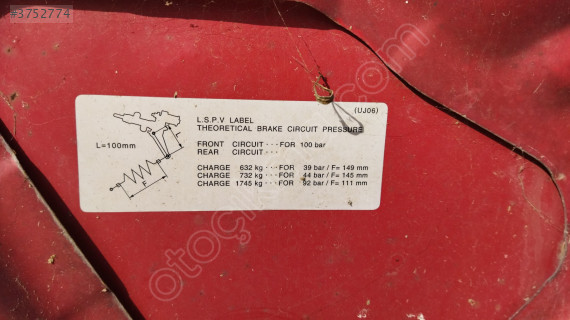 #3752774
(UJ06)
L.S.P.V LABEL
THEORETICAL BRAKE CIRCUIT PRESSURE
FRONT CIRCUIT ··· FOR 100 bar
REAR CIRCUIT ···
L=100mm
L
F
CHARGE 632 kg ··· FOR 39 bar / F= 149 mm
CHARGE 732 kg ··· FOR 44 bar / F= 145 mm
CHARGE 1745 kg ··· FOR 92 bar / F= 111 mm